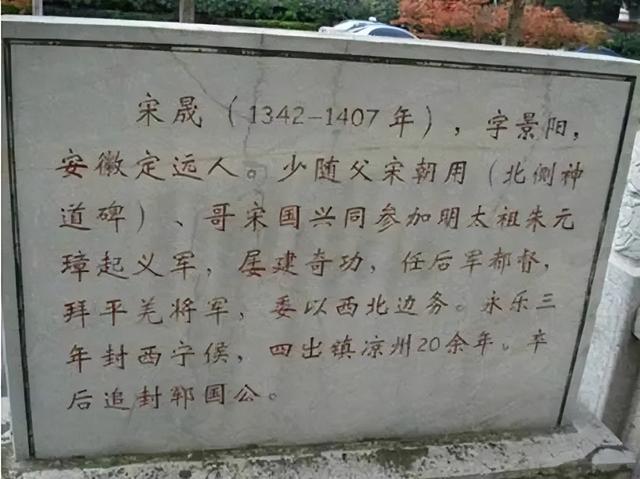 宋晟（1342-1407年），字景阳，
安徽定远人。少随父宋朝用（北侧神
道碑）、哥宋国兴同参加明太祖朱元
璋起义军，屡建奇功，任后军都督，
拜平羌将军，委以西北边务。永乐三
年封西宁侯，四出镇凉州20余年。卒
后追封郓国公。